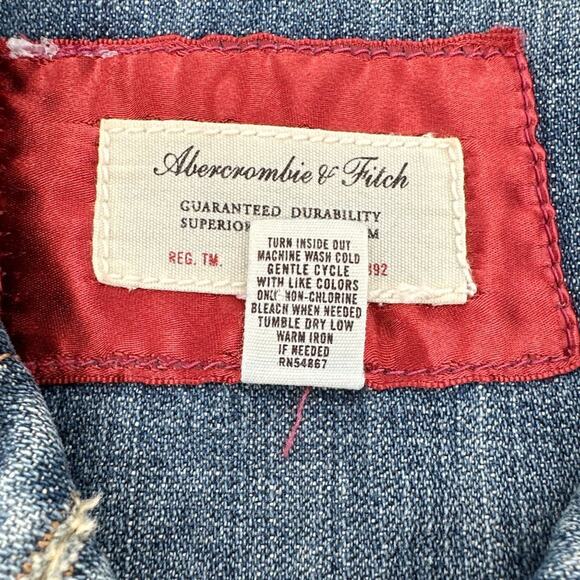 Abercrombie & Fitch
GUARANTEED DURABILITY
SUPERIOR M
REG. TM. 892
TURN INSIDE OUT
MACHINE WASH COLD
GENTLE CYCLE
WITH LIKE COLORS
ONLY NON-CHLORINE
BLEACH WHEN NEEDED
TUMBLE DRY LOW
WARM IRON
IF NEEDED
RN54867